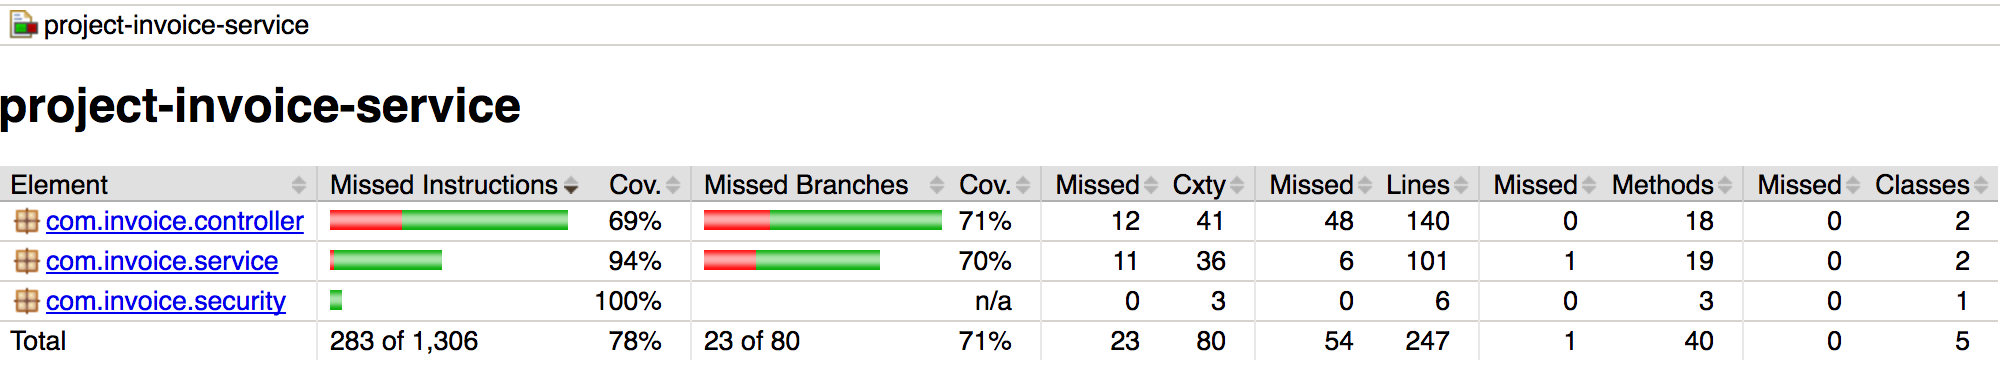 project-invoice-service
project-invoice-service
Element Missed Instructions Cov. Missed Branches Cov. Missed Cxty Missed Lines Missed Methods Missed Classes
com.invoice.controller 69% 71% 12 41 48 140 0 18 0 2
com.invoice.service 94% 70% 11 36 6 101 1 19 0 2
com.invoice.security 100% n/a 0 3 0 6 0 3 0 1
Total 283 of 1,306 78% 23 of 80 71% 23 80 54 247 1 40 0 5